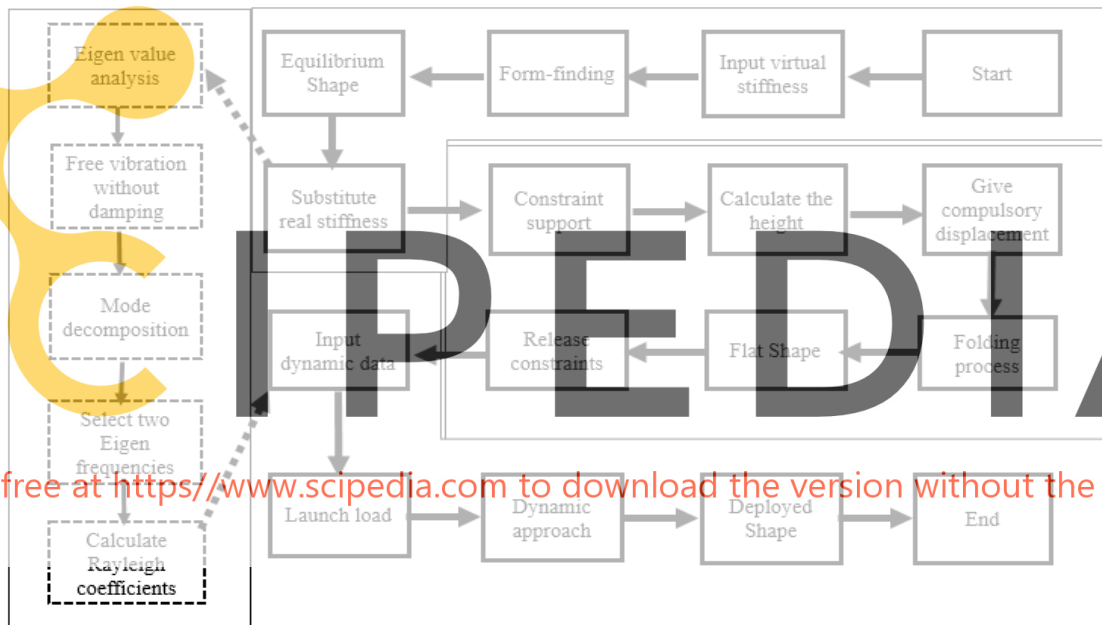 Eigen value
analysis
Free vibration
without
damping
Mode
decomposition
Select two
Eigen
frequencies
Calculate
Rayleigh
coefficients
Equilibrium
Shape
Form-finding
Input virtual
stiffness
Start
Substitute
real stiffness
Constraint
support
Calculate the
height
Give
compulsory
displacement
Input
dynamic data
Release
constraints
Flat Shape
Folding
process
IPEDIA
free at https//www.scipedia.com to download the version without the
Launch load
Dynamic
approach
Deployed
Shape
End